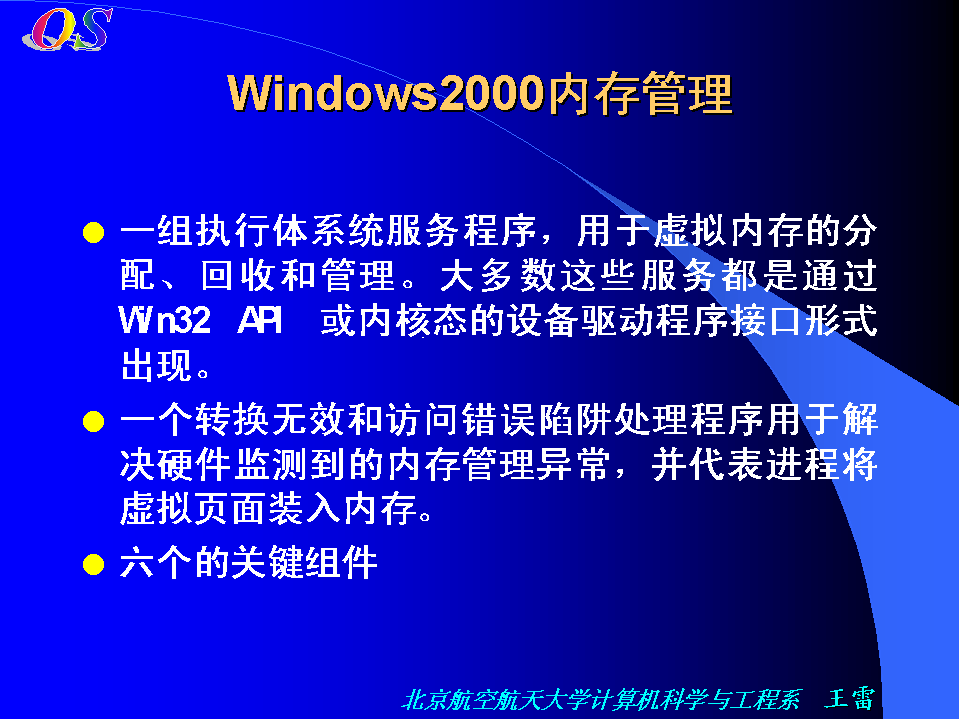 OS
Windows2000内存管理
一组执行体系统服务程序，用于虚拟内存的分
配、回收和管理。大多数这些服务都是通过
Win32 API 或内核态的设备驱动程序接口形式
出现。
一个转换无效和访问错误陷阱处理程序用于解
决硬件监测到的内存管理异常，并代表进程将
虚拟页面装入内存。
六个的关键组件
北京航空航天大学计算机科学与工程系 王雷